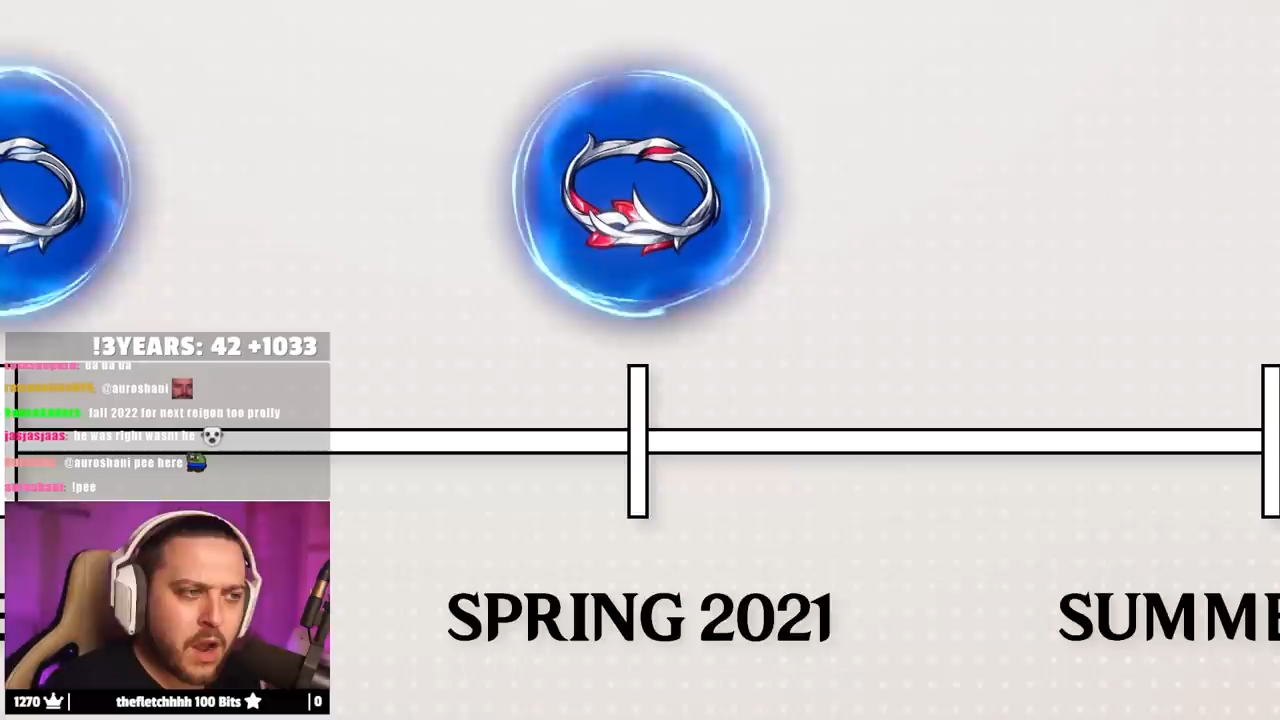 !3YEARS: 42 +1033
@auroshani
fall 2022 for next reigon too prolly
jasjasjaas: he was right wasnt he
@auroshani pee here
!pee
SPRING 2021
SUMME
1270
thefletchhhh 100 Bits
0